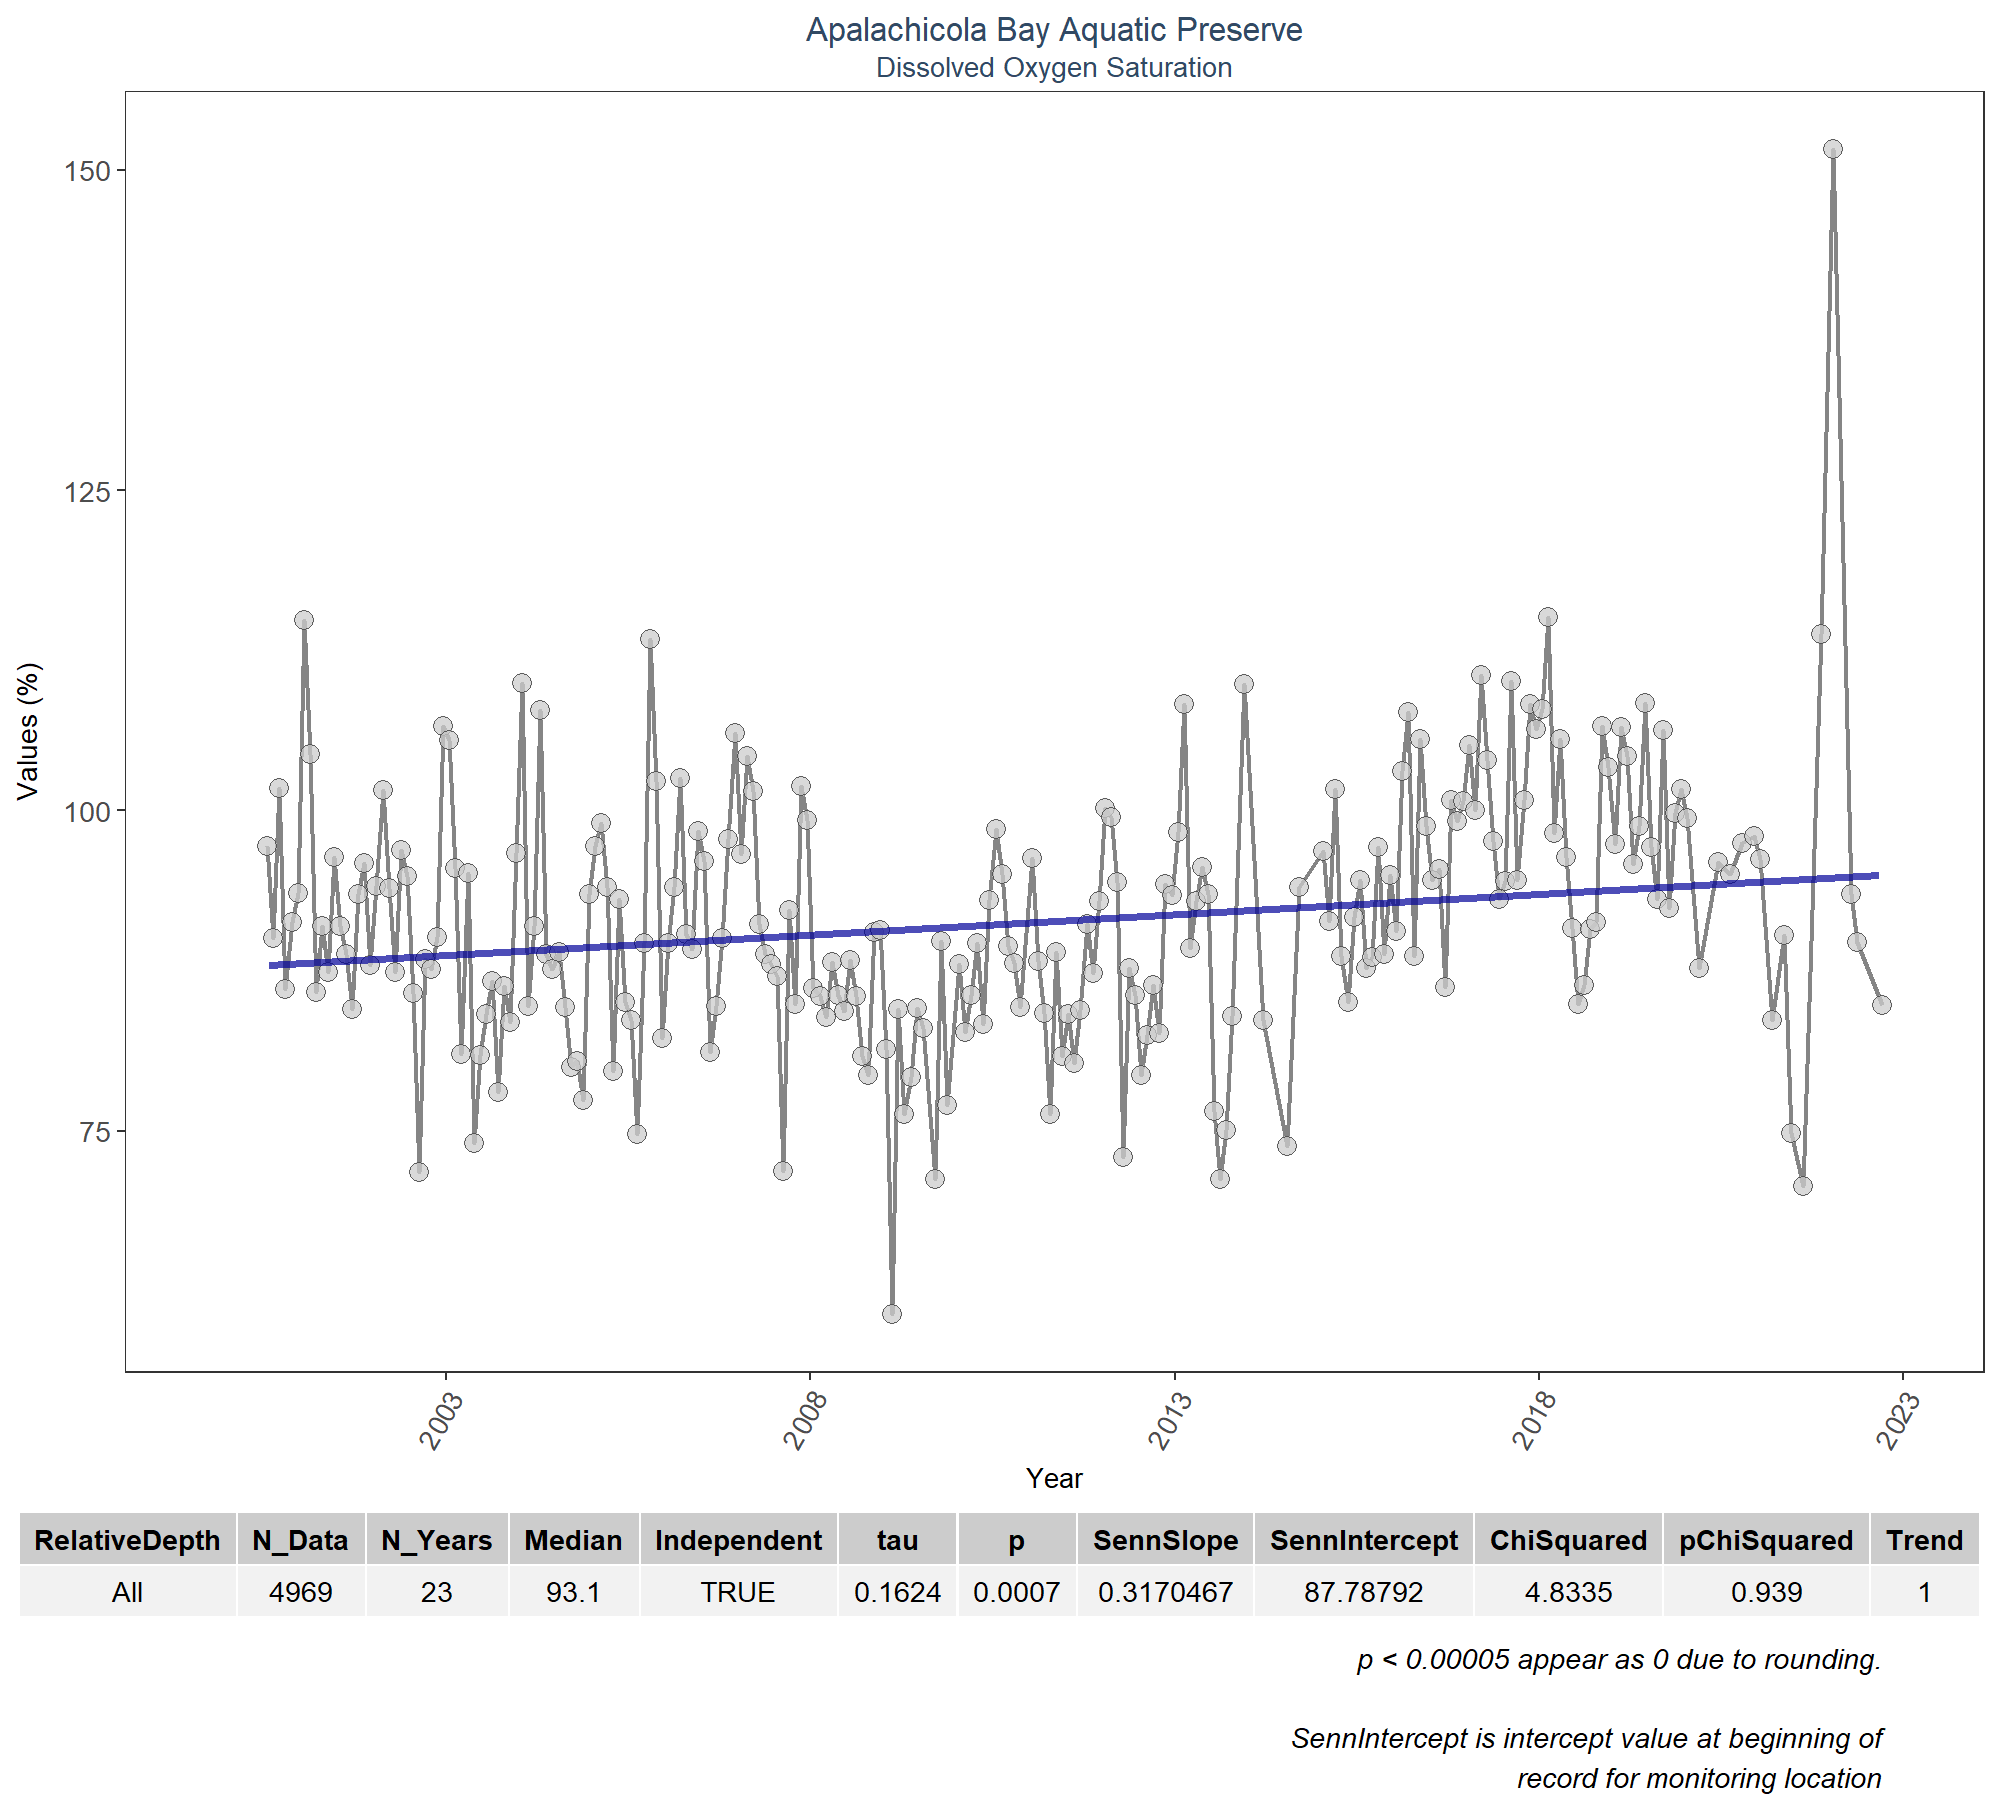 Apalachicola Bay Aquatic Preserve
Dissolved Oxygen Saturation
150
125
100
75
Values (%)
2003 2008 2013 2018 2023
Year
RelativeDepth N_Data N_Years Median Independent tau p SennSlope SennIntercept ChiSquared pChiSquared Trend
All 4969 23 93.1 TRUE 0.1624 0.0007 0.3170467 87.78792 4.8335 0.939 1
p < 0.00005 appear as 0 due to rounding.
SennIntercept is intercept value at beginning of
record for monitoring location